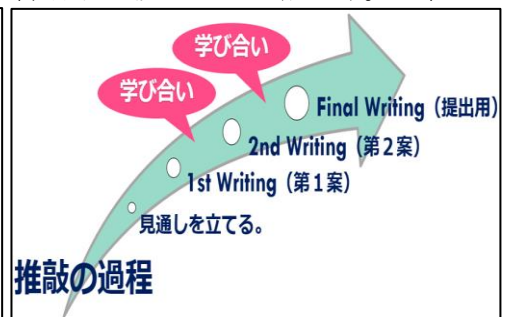 学び合い
学び合い
Final Writing（提出用）
2nd Writing（第２案）
1st Writing（第１案）
見通しを立てる。
推敲の過程